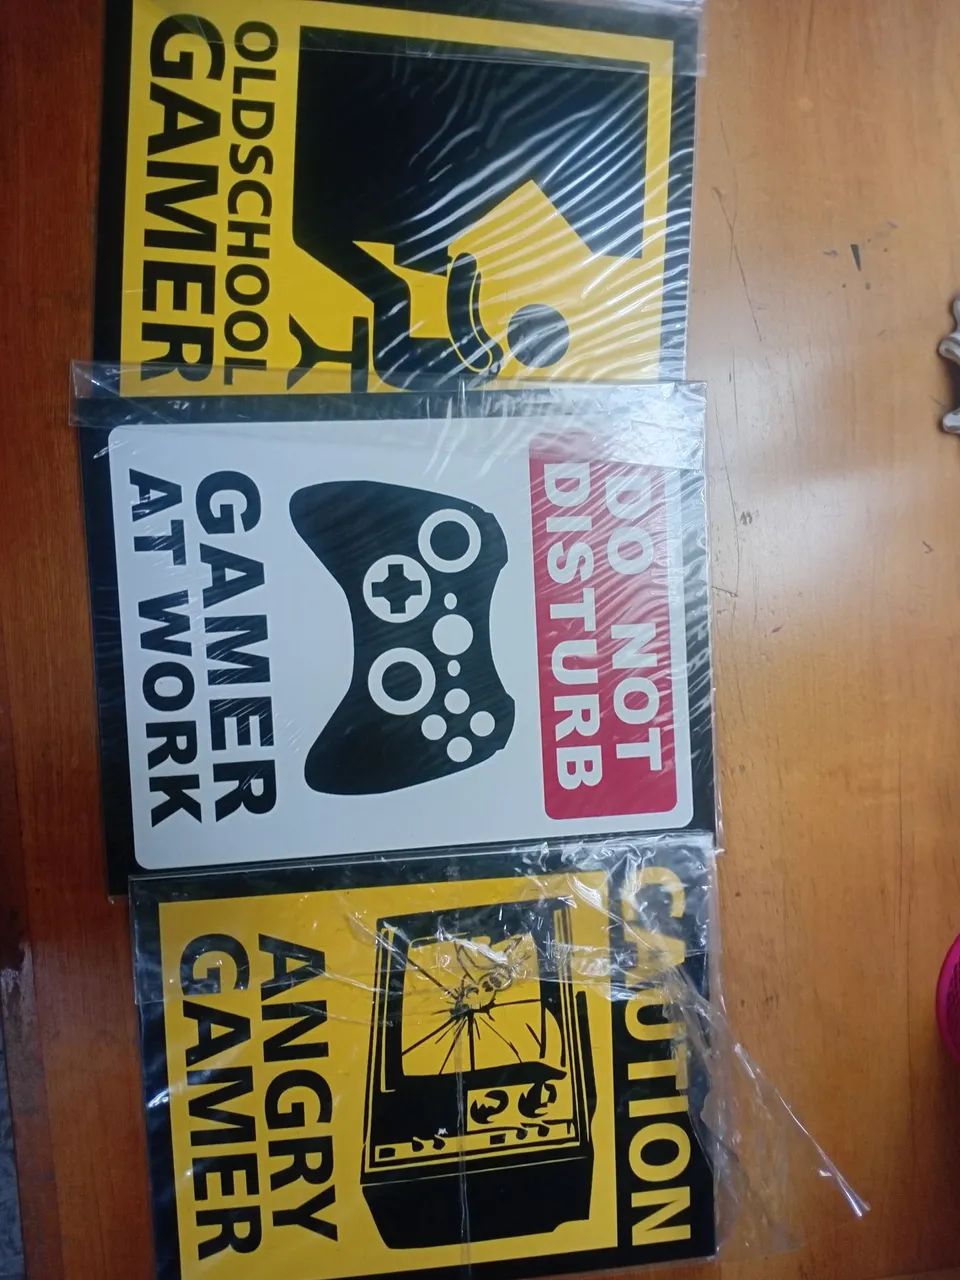 OLDSCHOOL
GAMER
DO NOT
DISTURB
GAMER
AT WORK
CAUTION
ANGRY
GAMER